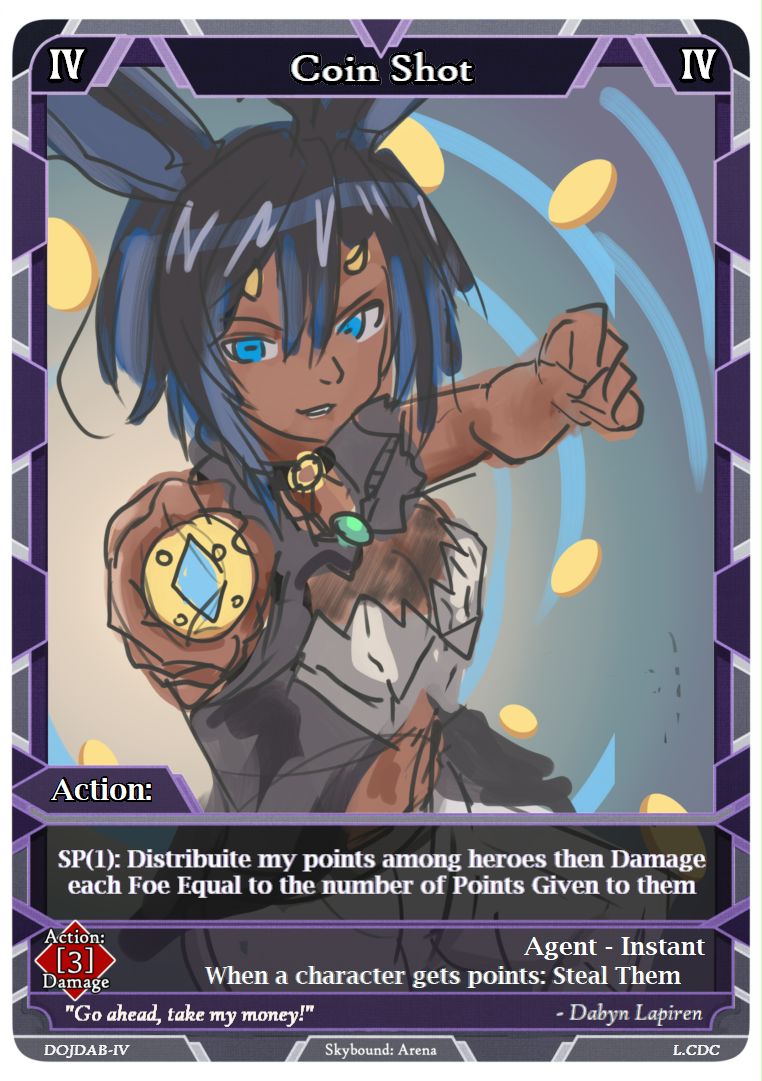 IV Coin Shot IV
Action:
SP(1): Distribuite my points among heroes then Damage
each Foe Equal to the number of Points Given to them
Action:
[3]
Damage
Agent - Instant
When a character gets points: Steal Them
"Go ahead, take my money!" - Dabyn Lapiren
DOJDAB-IV Skybound: Arena L.CDC